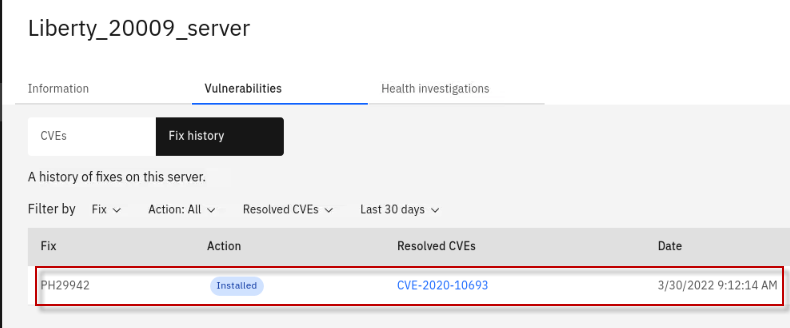 Liberty_20009_server
Information Vulnerabilities Health investigations
CVEs Fix history
A history of fixes on this server.
Filter by Fix Action: All Resolved CVEs Last 30 days
Fix Action Resolved CVEs Date
PH29942 Installed CVE-2020-10693 3/30/2022 9:12:14 AM